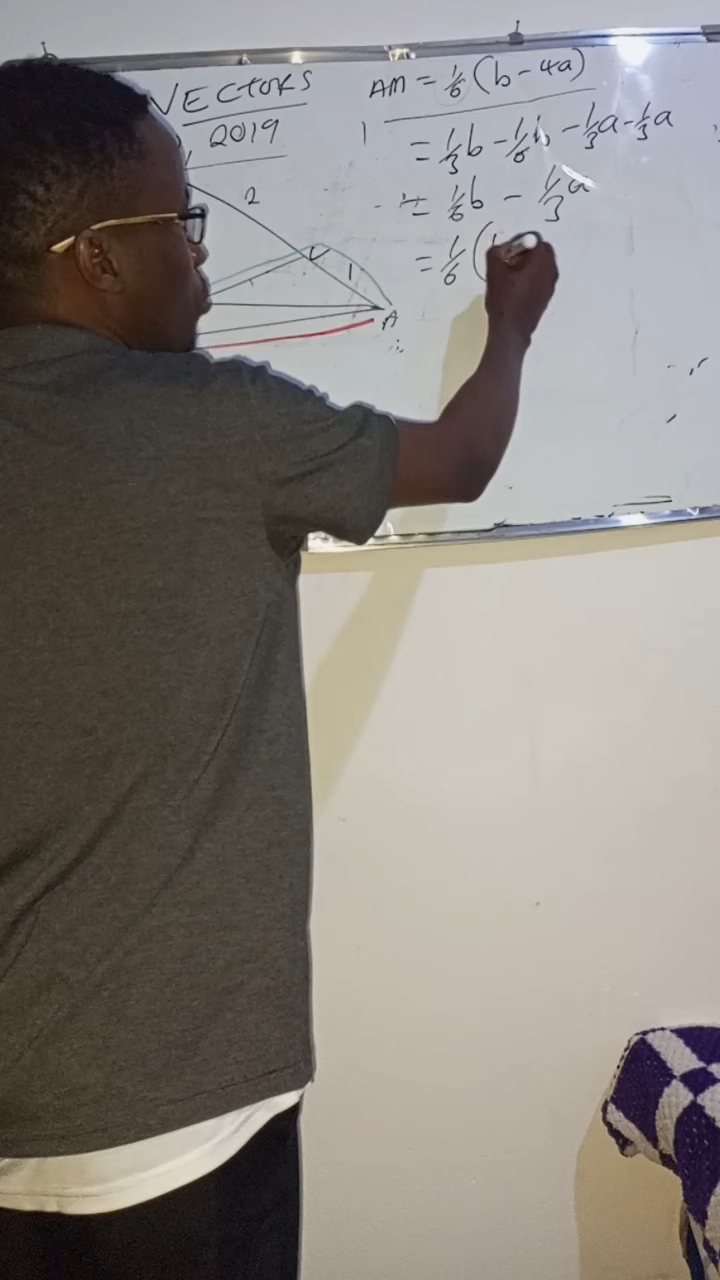 VECTORS
2019
2
1
A
AM = 1/6 (b - 4a)
= 1/3 b - 1/6 b - 1/3 a - 1/3 a
= 1/6 b - 1/3 a
= 1/6 (